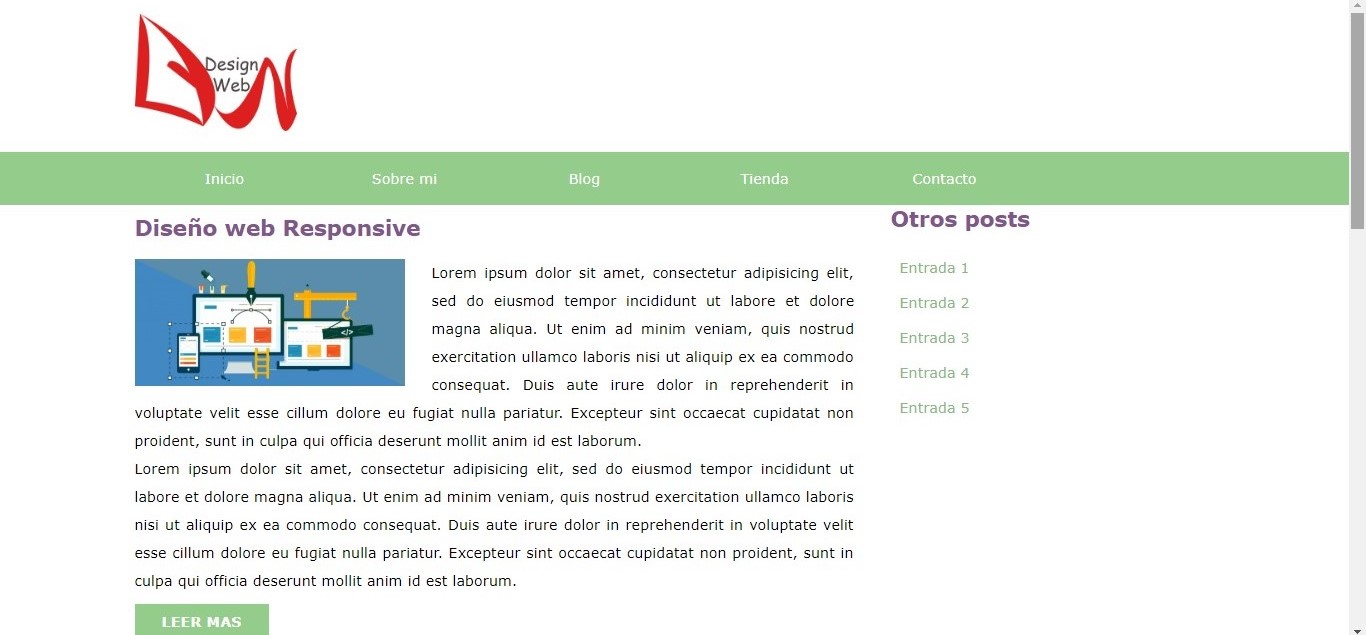 Design
Web
Inicio Sobre mi Blog Tienda Contacto
Diseño web Responsive
Lorem ipsum dolor sit amet, consectetur adipisicing elit,
sed do eiusmod tempor incididunt ut labore et dolore
magna aliqua. Ut enim ad minim veniam, quis nostrud
exercitation ullamco laboris nisi ut aliquip ex ea commodo
consequat. Duis aute irure dolor in reprehenderit in
voluptate velit esse cillum dolore eu fugiat nulla pariatur. Excepteur sint occaecat cupidatat non
proident, sunt in culpa qui officia deserunt mollit anim id est laborum.
Lorem ipsum dolor sit amet, consectetur adipisicing elit, sed do eiusmod tempor incididunt ut
labore et dolore magna aliqua. Ut enim ad minim veniam, quis nostrud exercitation ullamco laboris
nisi ut aliquip ex ea commodo consequat. Duis aute irure dolor in reprehenderit in voluptate velit
esse cillum dolore eu fugiat nulla pariatur. Excepteur sint occaecat cupidatat non proident, sunt in
culpa qui officia deserunt mollit anim id est laborum.
LEER MAS
Otros posts
Entrada 1
Entrada 2
Entrada 3
Entrada 4
Entrada 5